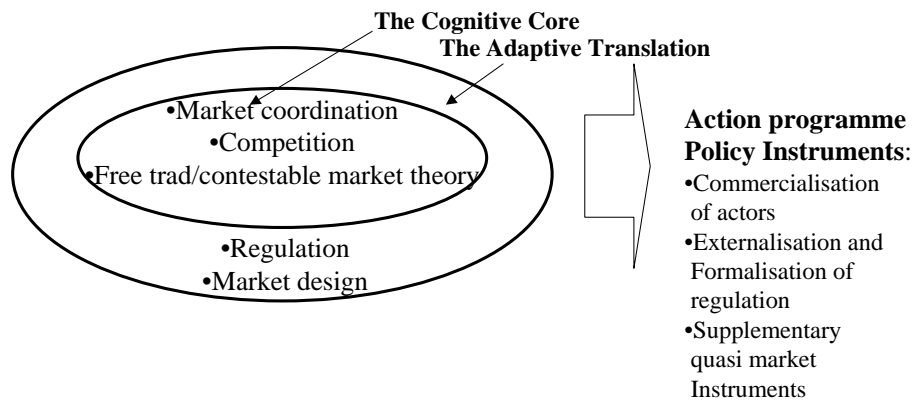 The Cognitive Core
The Adaptive Translation
•Market coordination
•Competition
•Free trad/contestable market theory
•Regulation
•Market design
Action programme
Policy Instruments:
•Commercialisation
of actors
•Externalisation and
Formalisation of
regulation
•Supplementary
quasi market
Instruments